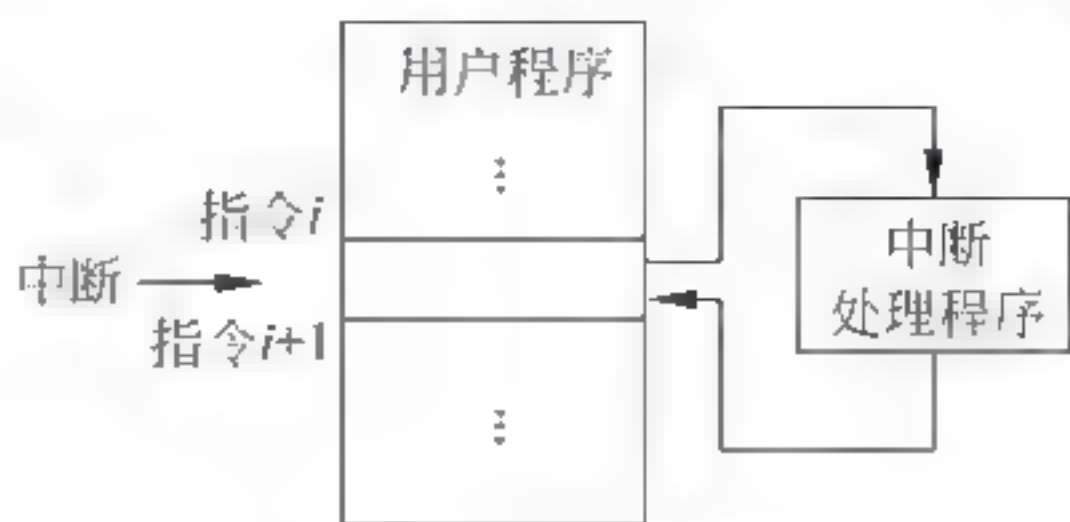 用户程序
指令i
中断
指令i+1
中断
处理程序